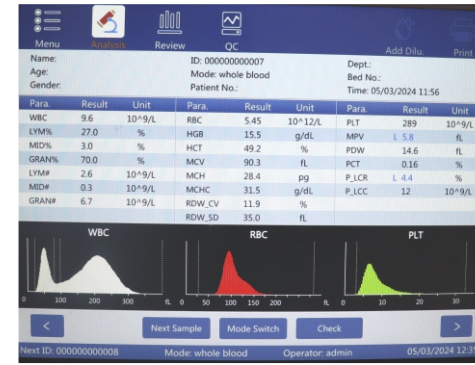 Menu Analysis Review QC Add Dilu. Print
Name: ID: 000000000007 Dept.:
Age: Mode: whole blood Bed No.:
Gender: Patient No.: Time: 05/03/2024 11:56
Para. Result Unit Para. Result Unit Para. Result Unit
WBC 9.6 10^9/L RBC 5.45 10^12/L PLT 289 10^9/L
LYM% 27.0 % HGB 15.5 g/dL MPV L 5.8 fL
MID% 3.0 % HCT 49.2 % PDW 14.6 fL
GRAN% 70.0 % MCV 90.3 fL PCT 0.16 %
LYM# 2.6 10^9/L MCH 28.4 pg P_LCR L 4.4 %
MID# 0.3 10^9/L MCHC 31.5 g/dL P_LCC 12 10^9/L
GRAN# 6.7 10^9/L RDW_CV 11.9 %
RDW_SD 35.0 fL
WBC RBC PLT
0 100 200 300 fL 0 50 100 150 200 fL 0 10 20 30
< Next Sample Mode Switch Check >
Next ID: 000000000008 Mode: whole blood Operator: admin 05/03/2024 12:35